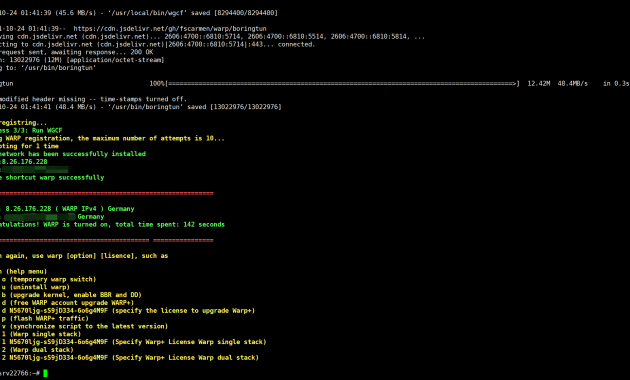 10-24 01:41:39 (45.6 MB/s) - '/usr/local/bin/wgcf' saved [8294400/8294400]
1-10-24 01:41:39-- https://cdn.jsdelivr.net/gh/fscarmen/warp/boringtun
ving cdn.jsdelivr.net (cdn.jsdelivr.net)... 2606:4700::6810:5714, 2606:4700::6810:5514, 2606:4700::6810:5814, ...
cting to cdn.jsdelivr.net (cdn.jsdelivr.net)|2606:4700::6810:5714|:443... connected.
request sent, awaiting response... 200 OK
h: 13022976 (12M) [application/octet-stream]
g to: '/usr/bin/boringtun'
gtun 100%[=====================>] 12.42M 48.4MB/s in 0.3s
modified header missing -- time-stamps turned off.
10-24 01:41:41 (48.4 MB/s) - '/usr/bin/boringtun' saved [13022976/13022976]
registring...
ess 3/3: Run WGCF
g WARP registration, the maximum number of attempts is 10...
pting for 1 time
network has been successfully installed
:8.26.176.228
e shortcut warp successfully
=====================
: 8.26.176.228 ( WARP IPv4 ) Germany
: Germany
atulations! WARP is turned on, total time spent: 142 seconds
=====================
n again, use warp [option] [lisence], such as
h (help menu)
o (temporary warp switch)
u (uninstall warp)
b (upgrade kernel, enable BBR and DD)
d (free WARP account upgrade WARP+)
d N5670ljg-sS9jD334-6o6g4M9F (specify the license to upgrade Warp+)
p (flash WARP+ traffic)
v (synchronize script to the latest version)
1 (Warp single stack)
1 N5670ljg-sS9jD334-6o6g4M9F (Specify Warp+ License Warp single stack)
2 (Warp dual stack)
2 N5670ljg-sS9jD334-6o6g4M9F (Specify Warp+ License Warp dual stack)
srv22766:~#